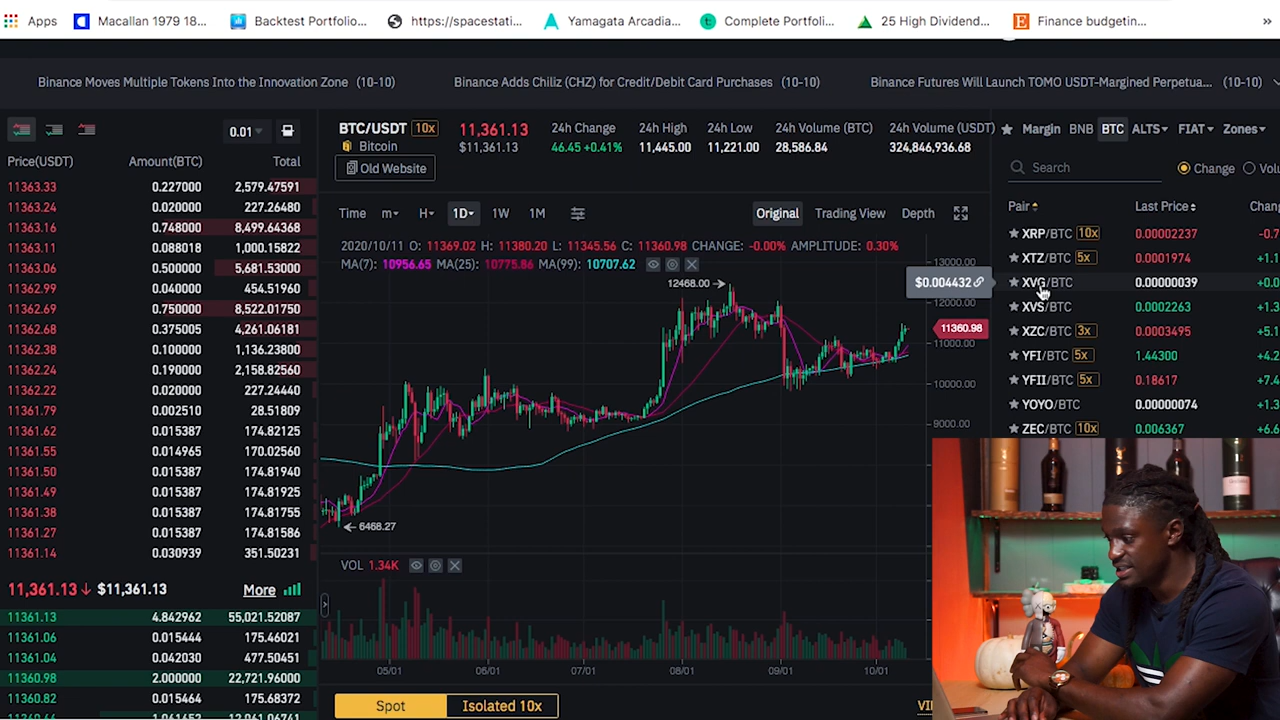 Apps
Macallan 1979 18...
Backtest Portfolio...
https://spacestati...
Yamagata Arcadia...
Complete Portfoli...
25 High Dividend...
Finance budgetin...
»
Binance Moves Multiple Tokens Into the Innovation Zone (10-10)
Binance Adds Chiliz (CHZ) for Credit/Debit Card Purchases (10-10)
Binance Futures Will Launch TOMO USDT-Margined Perpetua... (10-10)
0.01
Price(USDT) Amount(BTC) Total
11363.33 0.227000 2,579.47591
11363.24 0.020000 227.26480
11363.16 0.748000 8,499.64368
11363.11 0.088018 1,000.15822
11363.06 0.500000 5,681.53000
11362.99 0.040000 454.51960
11362.69 0.750000 8,522.01750
11362.68 0.375005 4,261.06181
11362.38 0.100000 1,136.23800
11362.24 0.190000 2,158.82560
11362.22 0.020000 227.24440
11361.79 0.002510 28.51809
11361.62 0.015387 174.82125
11361.55 0.014965 170.02561
11361.50 0.015387 174.81940
11361.49 0.015387 174.81925
11361.38 0.015387 174.81755
11361.27 0.015387 174.81586
11361.14 0.030939 351.50231
11,361.13 $11,361.13 More
11361.13 4.842962 55,021.52087
11361.06 0.015444 175.46021
11361.04 0.042030 477.50451
11360.98 2.000000 22,721.96000
11360.82 0.015464 175.68372
BTC/USDT 10x
Bitcoin
Old Website
11,361.13
$11,361.13
24h Change
46.45 +0.41%
24h High
11,445.00
24h Low
11,221.00
24h Volume (BTC)
28,586.84
24h Volume (USDT)
324,846,936.68
Time m H 1D 1W 1M
Original Trading View Depth
2020/10/11 O: 11369.02 H: 11380.20 L: 11345.56 C: 11360.98 CHANGE: -0.00% AMPLITUDE: 0.30%
MA(7): 10956.65 MA(25): 10775.86 MA(99): 10707.62
13000.00
12468.00
$0.004432
12000.00
11360.98
11000.00
10000.00
9000.00
6468.27
VOL 1.34K
05/01 06/01 07/01 08/01 09/01 10/01
Spot Isolated 10x
Margin BNB BTC ALTS FIAT Zones
Search Change
Pair Last Price
XRP/BTC 10x 0.00002237
XTZ/BTC 5x 0.0001974
XVG/BTC 0.00000039
XVS/BTC 0.0002263
XZC/BTC 3x 0.0003495
YFI/BTC 5x 1.44300
YFII/BTC 5x 0.18617
YOYO/BTC 0.00000074
ZEC/BTC 10x 0.006367